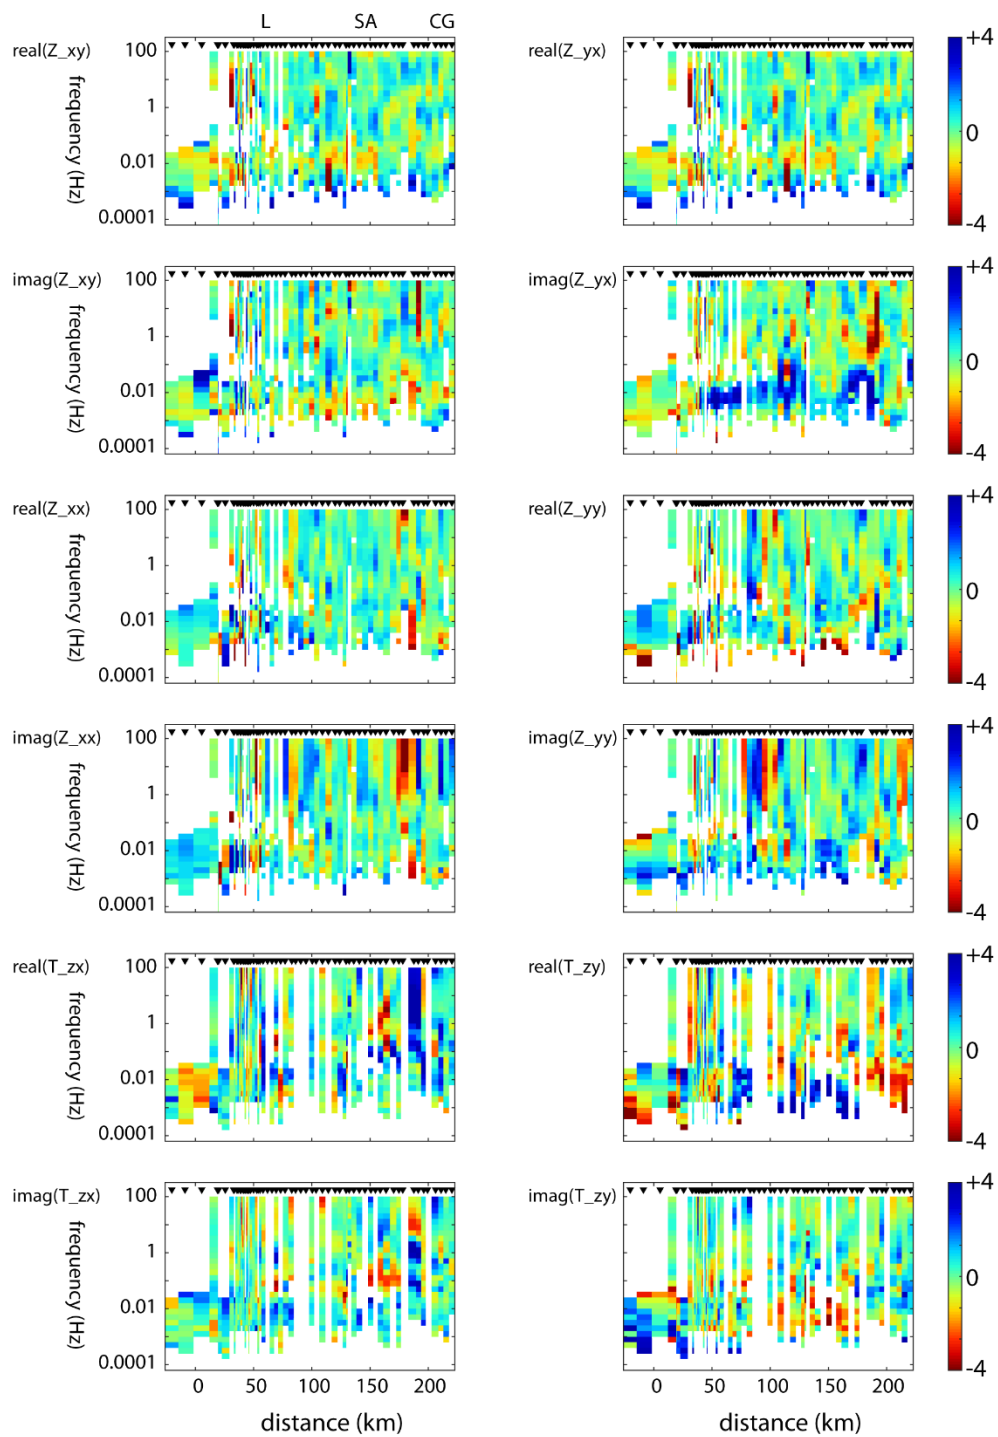 L SA CG
real(Z_xy) 100 real(Z_yx) +4
frequency (Hz)
1
0
0.01
0.0001 -4
imag(Z_xy) 100 imag(Z_yx) +4
frequency (Hz)
1
0
0.01
0.0001 -4
real(Z_xx) 100 real(Z_yy) +4
frequency (Hz)
1
0
0.01
0.0001 -4
imag(Z_xx) 100 imag(Z_yy) +4
frequency (Hz)
1
0
0.01
0.0001 -4
real(T_zx) 100 real(T_zy) +4
frequency (Hz)
1
0
0.01
0.0001 -4
imag(T_zx) 100 imag(T_zy) +4
frequency (Hz)
1
0
0.01
0.0001 -4
0 50 100 150 200 0 50 100 150 200
distance (km) distance (km)